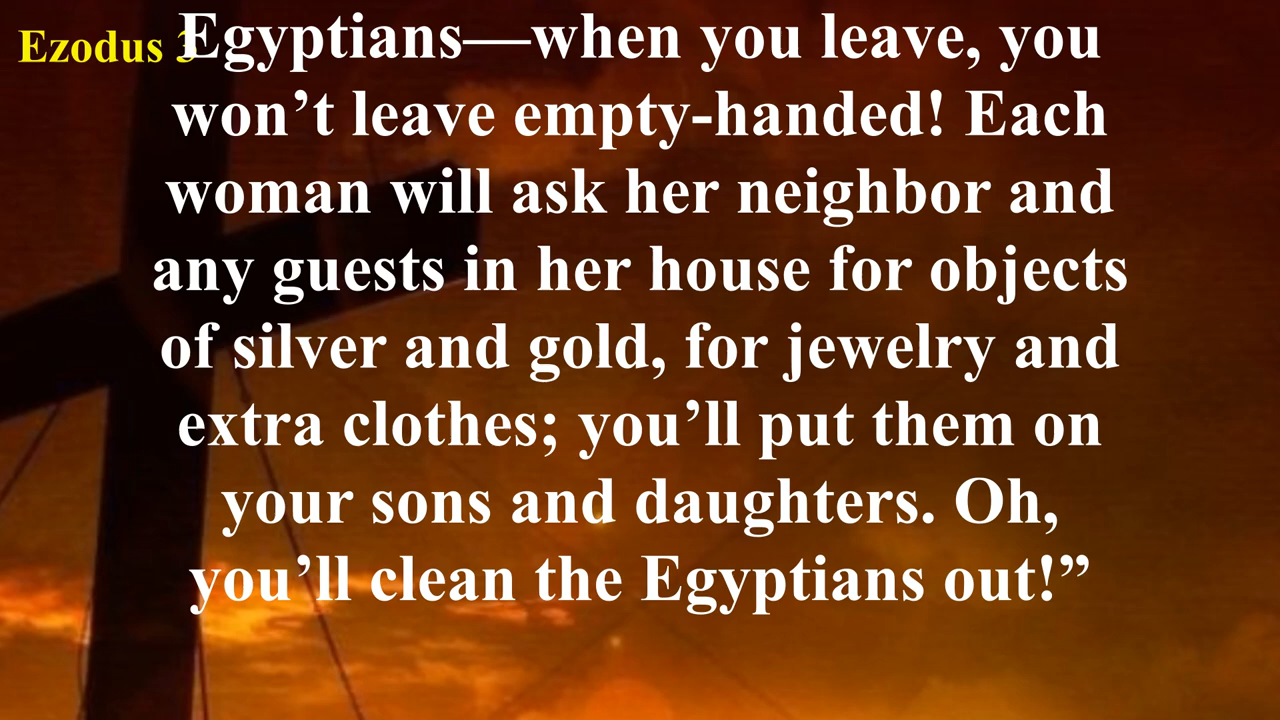 Ezodus 3
Egyptians—when you leave, you
won’t leave empty-handed! Each
woman will ask her neighbor and
any guests in her house for objects
of silver and gold, for jewelry and
extra clothes; you’ll put them on
your sons and daughters. Oh,
you’ll clean the Egyptians out!”